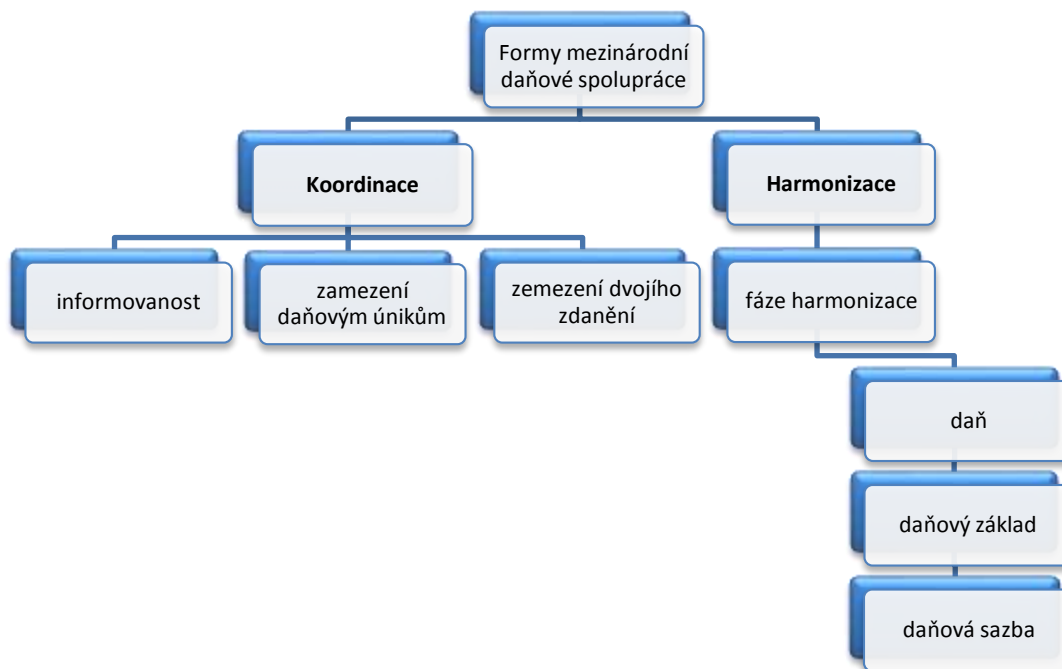 Formy mezinárodní
daňové spolupráce
Koordinace
Harmonizace
informovanost
zamezení
daňovým únikům
zemezení dvojího
zdanění
fáze harmonizace
daň
daňový základ
daňová sazba